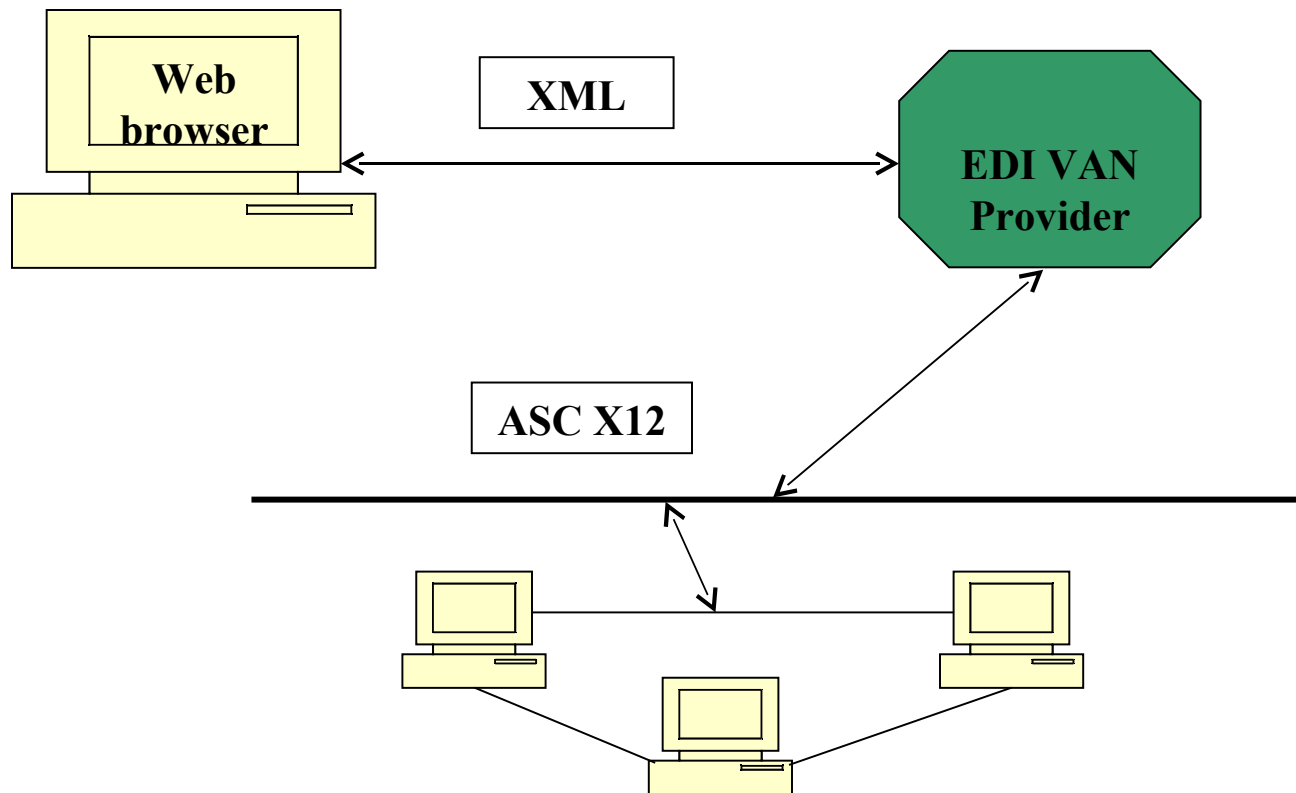 Web
browser
XML
EDI VAN
Provider
ASC X12